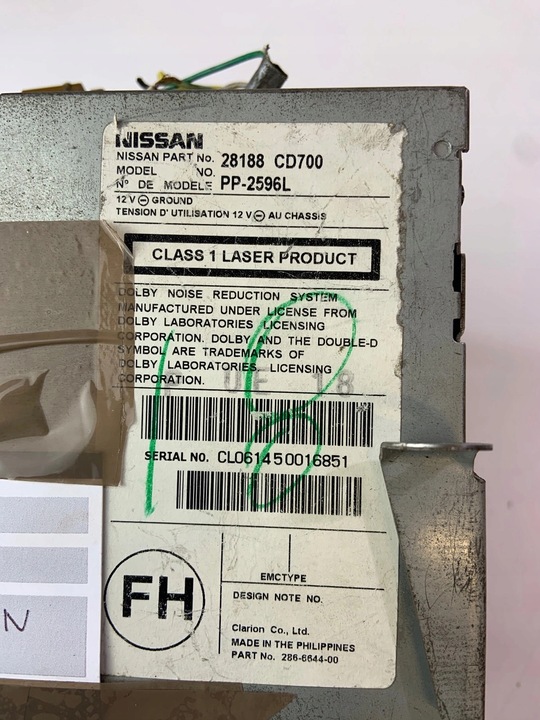 NISSAN
NISSAN PART No. 28188 CD700
MODEL NO.
N° DE MODELE PP-2596L
12 V ⊖ GROUND
TENSION D' UTILISATION 12 V ⊖ AU CHASSIS
CLASS 1 LASER PRODUCT
DOLBY NOISE REDUCTION SYSTEM
MANUFACTURED UNDER LICENSE FROM
DOLBY LABORATORIES LICENSING
CORPORATION. DOLBY AND THE DOUBLE-D
SYMBOL ARE TRADEMARKS OF
DOLBY LABORATORIES, LICENSING
CORPORATION.
18
SERIAL NO. CL061450016851
FH
EMCTYPE
DESIGN NOTE NO.
Clarion Co., Ltd.
MADE IN THE PHILIPPINES
PART No. 286-6644-00
N